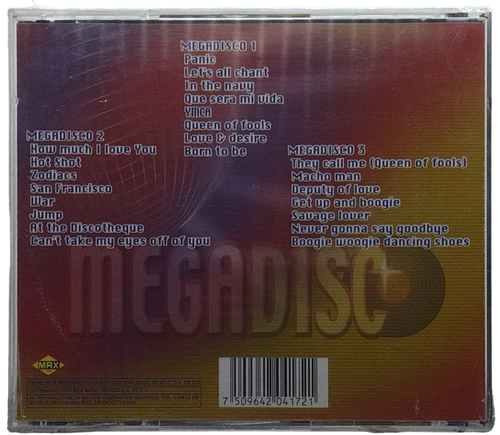 MEGADISCO 1
Panic
Let's all chant
In the navy
Que sera mi vida
YMCA
Queen of fools
Love & desire
Born to be
MEGADISCO 2
How much I love You
Hot Shot
Zodiacs
San Francisco
War
Jump
At the Discotheque
Can't take my eyes off of you
MEGADISCO 3
They call me (Queen of fools)
Macho man
Deputy of love
Get up and boogie
Savage lover
Never gonna say goodbye
Boogie woogie dancing shoes
MEGADISCO
MAX
7 509642 041721